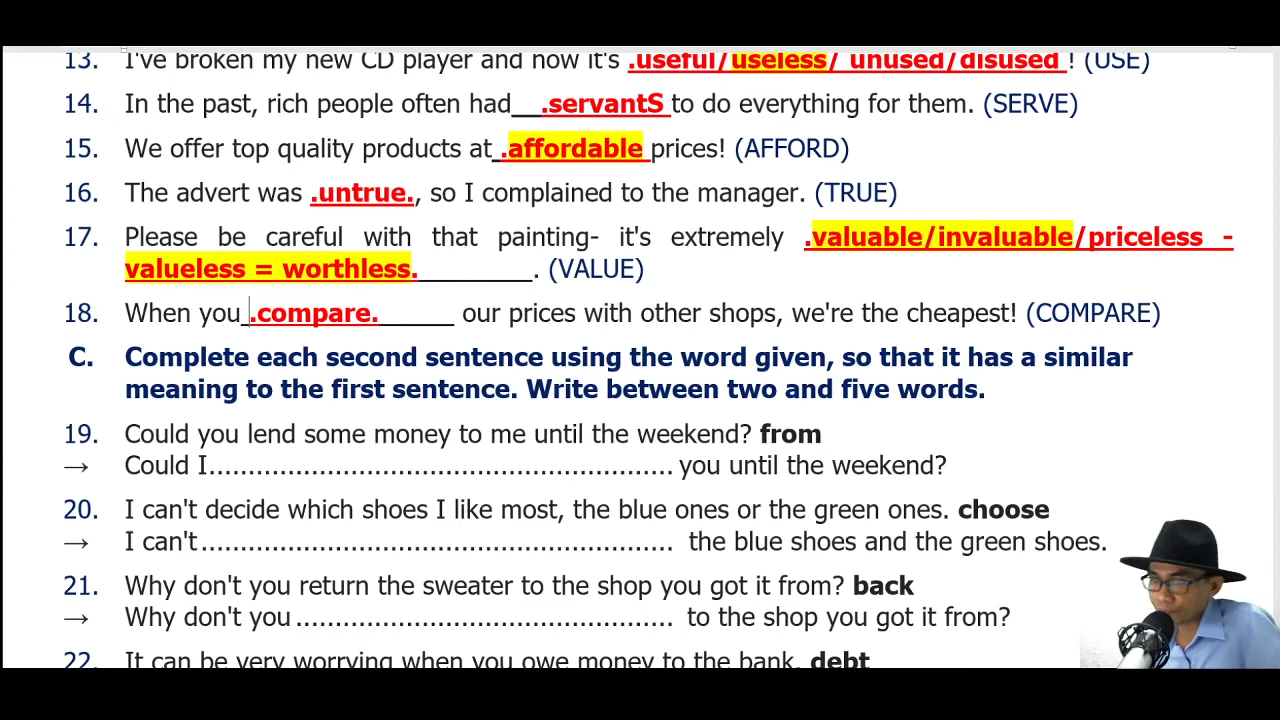 13. I've broken my new CD player and now it's .useful/useless/ unused/disused ! (USE)
14. In the past, rich people often had__.servantS to do everything for them. (SERVE)
15. We offer top quality products at_.affordable prices! (AFFORD)
16. The advert was .untrue., so I complained to the manager. (TRUE)
17. Please be careful with that painting- it's extremely .valuable/invaluable/priceless -
valueless = worthless.________. (VALUE)
18. When you .compare._____ our prices with other shops, we're the cheapest! (COMPARE)
C. Complete each second sentence using the word given, so that it has a similar
meaning to the first sentence. Write between two and five words.
19. Could you lend some money to me until the weekend? from
→ Could I.......................................................... you until the weekend?
20. I can't decide which shoes I like most, the blue ones or the green ones. choose
→ I can't........................................................... the blue shoes and the green shoes.
21. Why don't you return the sweater to the shop you got it from? back
→ Why don't you ............................................... to the shop you got it from?
22. It can be very worrying when you owe money to the bank. debt